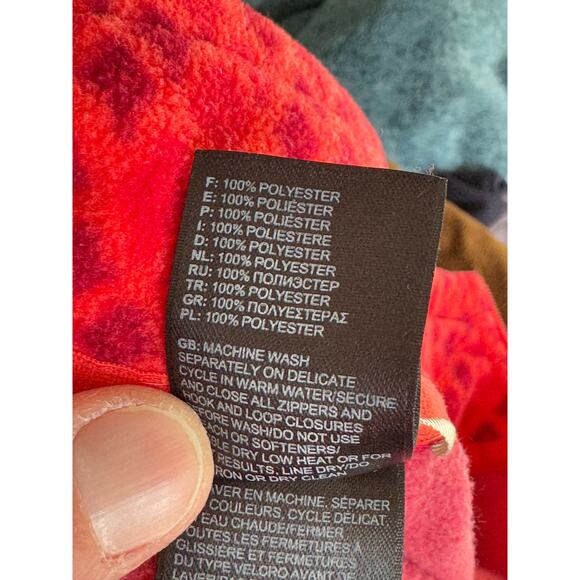 F: 100% POLYESTER
E: 100% POLIÉSTER
P: 100% POLIÉSTER
I: 100% POLIESTERE
D: 100% POLYESTER
NL: 100% POLYESTER
RU: 100% ПОЛИЭСТЕР
TR: 100% POLYESTER
GR: 100% ΠΟΛΥΕΣΤΕΡΑΣ
PL: 100% POLYESTER
GB: MACHINE WASH
SEPARATELY ON DELICATE
CYCLE IN WARM WATER/SECURE
AND CLOSE ALL ZIPPERS AND
HOOK AND LOOP CLOSURES
BEFORE WASH/DO NOT USE
OR SOFTENERS/
DRY LOW HEAT OR FOR
RESULTS, LINE DRY/DO
OR DRY CLEAN
EN MACHINE, SÉPARER
COULEURS, CYCLE DÉLICAT,
EAU CHAUDE/FERMER
TOUTES LES FERMETURES À
GLISSIÈRE ET FERMETURES
DU TYPE VELCRO AVANT DE